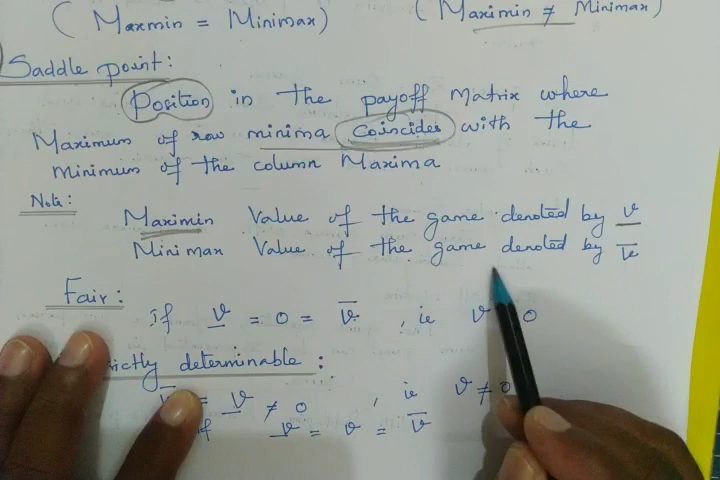 ( Maxmin = Minimax)
( Maximin ≠ Minimax)
Saddle point:
Position in the payoff Matrix where
Maximum of row minima coincides with the
Minimum of the column Maxima
Note:
Maximin Value of the game denoted by v̲
Minimax Value of the game denoted by v̅
Fair:
if v̲ = 0 = v̅ , ie v 0
ctly determinable :
= v̲ ≠ 0 , ie v ≠ 0
v̲ = v = v̅